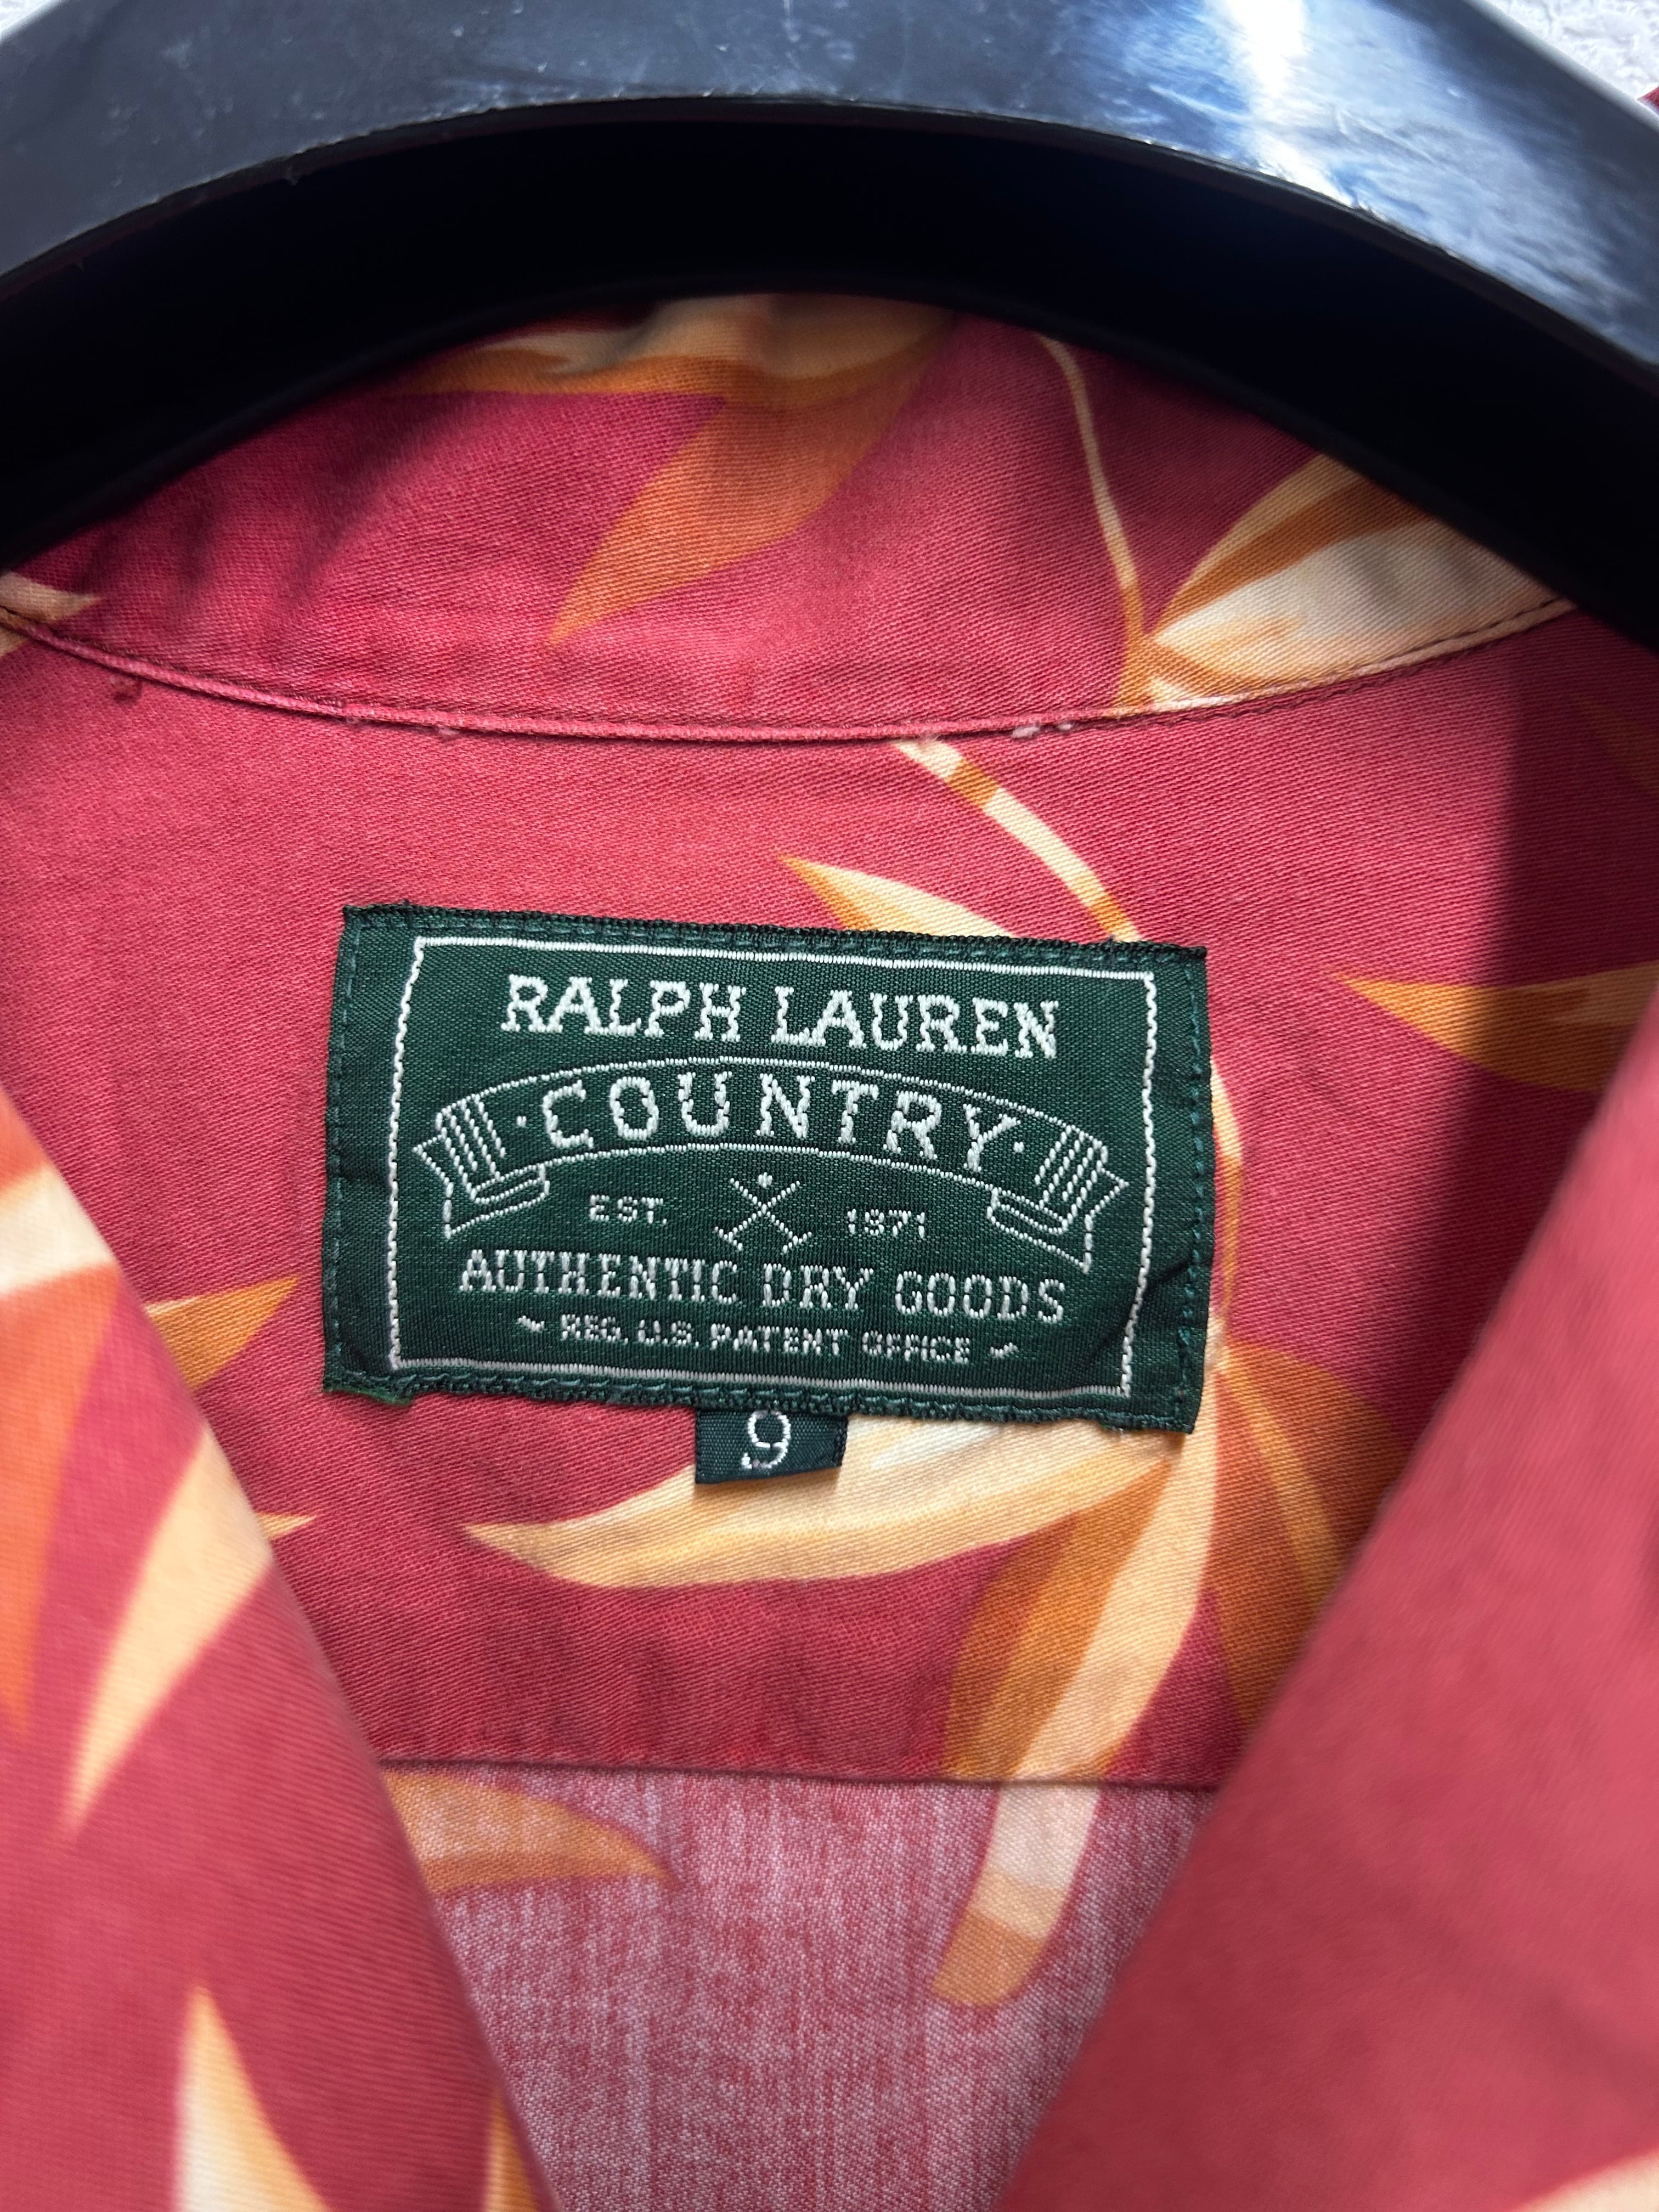 RALPH LAUREN
·COUNTRY·
EST. 1971
AUTHENTIC DRY GOODS
~ REG. U.S. PATENT OFFICE ~
9